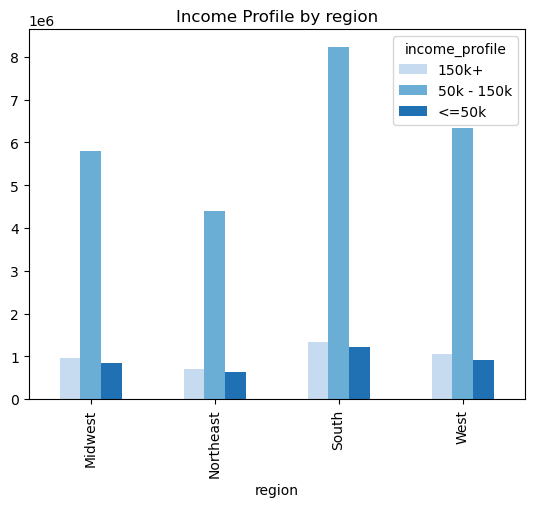 Income Profile by region
1e6
income_profile
150k+
50k - 150k
<=50k
8
7
6
5
4
3
2
1
0
Midwest
Northeast
South
West
region